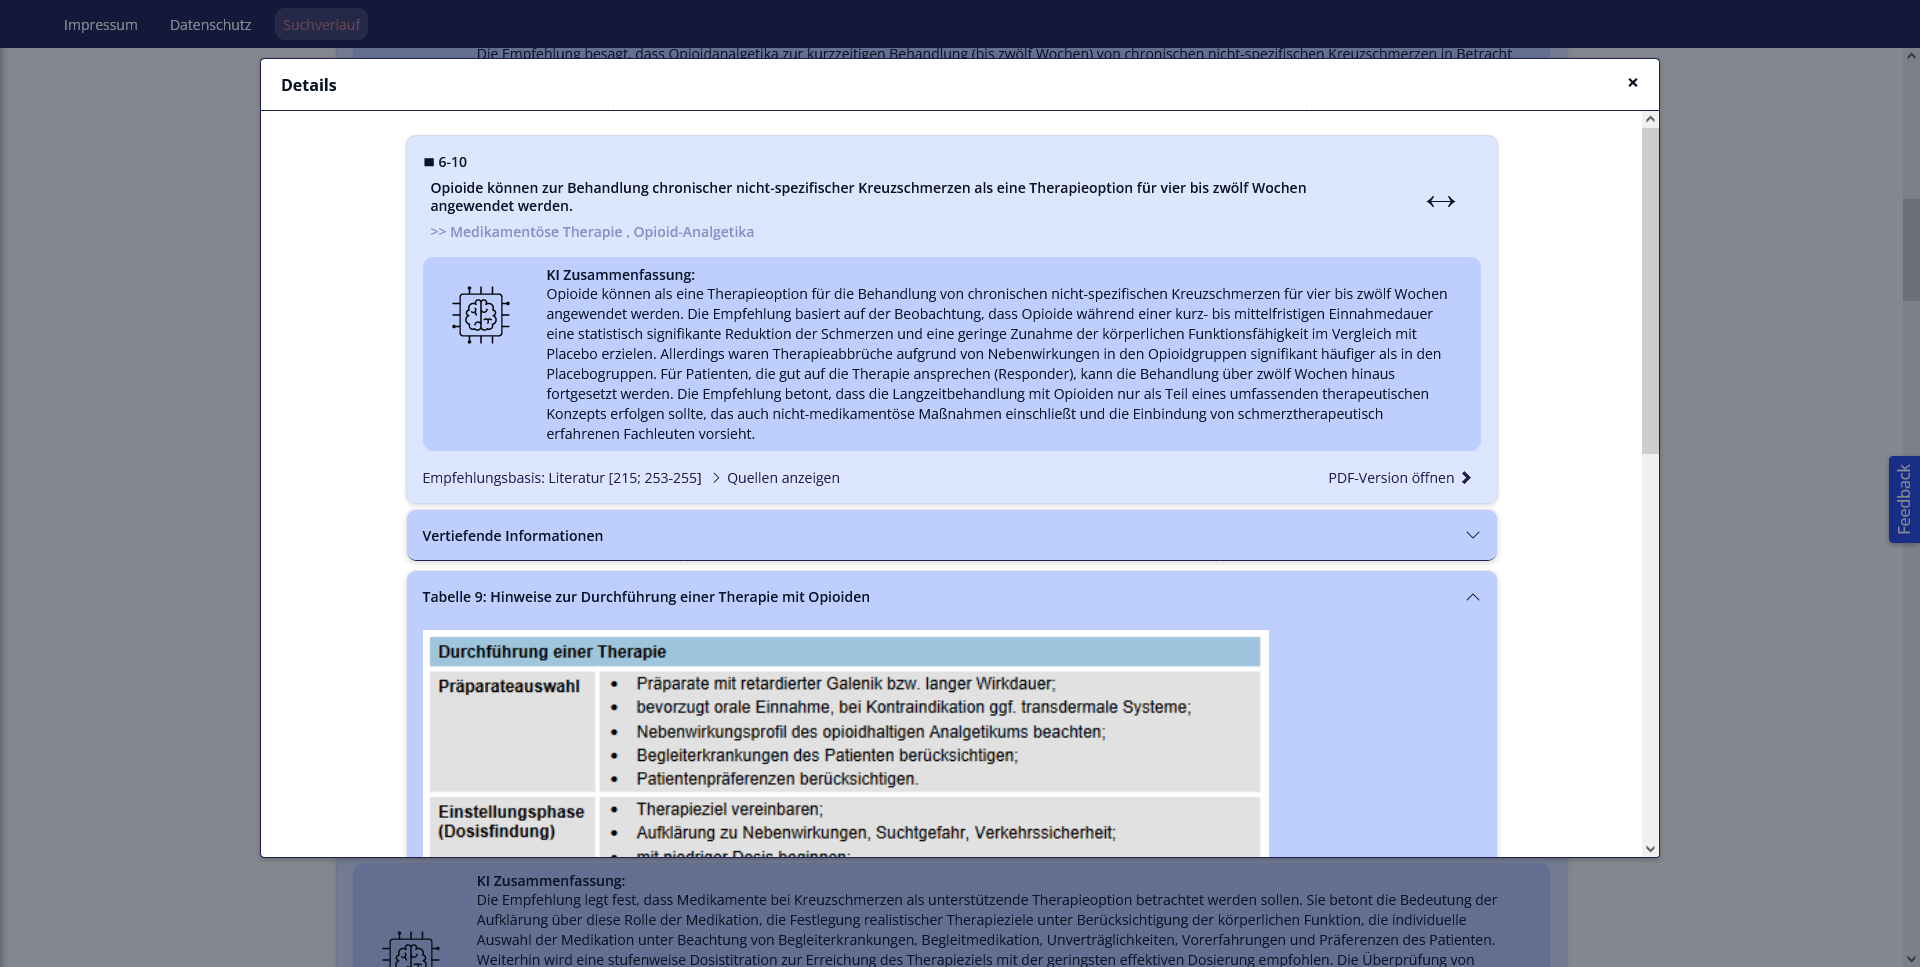 Impressum Datenschutz Suchverlauf
Die Empfehlung besagt, dass Opioidanalgetika zur kurzzeitigen Behandlung (bis zwölf Wochen) von chronischen nicht-spezifischen Kreuzschmerzen in Betracht
Details ×
6-10
Opioide können zur Behandlung chronischer nicht-spezifischer Kreuzschmerzen als eine Therapieoption für vier bis zwölf Wochen
angewendet werden.
>> Medikamentöse Therapie , Opioid-Analgetika
KI Zusammenfassung:
Opioide können als eine Therapieoption für die Behandlung von chronischen nicht-spezifischen Kreuzschmerzen für vier bis zwölf Wochen
angewendet werden. Die Empfehlung basiert auf der Beobachtung, dass Opioide während einer kurz- bis mittelfristigen Einnahmedauer
eine statistisch signifikante Reduktion der Schmerzen und eine geringe Zunahme der körperlichen Funktionsfähigkeit im Vergleich mit
Placebo erzielen. Allerdings waren Therapieabbrüche aufgrund von Nebenwirkungen in den Opioidgruppen signifikant häufiger als in den
Placebogruppen. Für Patienten, die gut auf die Therapie ansprechen (Responder), kann die Behandlung über zwölf Wochen hinaus
fortgesetzt werden. Die Empfehlung betont, dass die Langzeitbehandlung mit Opioiden nur als Teil eines umfassenden therapeutischen
Konzepts erfolgen sollte, das auch nicht-medikamentöse Maßnahmen einschließt und die Einbindung von schmerztherapeutisch
erfahrenen Fachleuten vorsieht.
Empfehlungsbasis: Literatur [215; 253-255] Quellen anzeigen PDF-Version öffnen
Vertiefende Informationen
Tabelle 9: Hinweise zur Durchführung einer Therapie mit Opioiden
Durchführung einer Therapie
Präparateauswahl
• Präparate mit retardierter Galenik bzw. langer Wirkdauer;
• bevorzugt orale Einnahme, bei Kontraindikation ggf. transdermale Systeme;
• Nebenwirkungsprofil des opioidhaltigen Analgetikums beachten;
• Begleiterkrankungen des Patienten berücksichtigen;
• Patientenpräferenzen berücksichtigen.
Einstellungsphase
(Dosisfindung)
• Therapieziel vereinbaren;
• Aufklärung zu Nebenwirkungen, Suchtgefahr, Verkehrssicherheit;
• mit niedriger Dosis beginnen;
Feedback
KI Zusammenfassung:
Die Empfehlung legt fest, dass Medikamente bei Kreuzschmerzen als unterstützende Therapieoption betrachtet werden sollen. Sie betont die Bedeutung der
Aufklärung über diese Rolle der Medikation, die Festlegung realistischer Therapieziele unter Berücksichtigung der körperlichen Funktion, die individuelle
Auswahl der Medikation unter Beachtung von Begleiterkrankungen, Begleitmedikation, Unverträglichkeiten, Vorerfahrungen und Präferenzen des Patienten.
Weiterhin wird eine stufenweise Dosistitration zur Erreichung des Therapieziels mit der geringsten effektiven Dosierung empfohlen. Die Überprüfung von